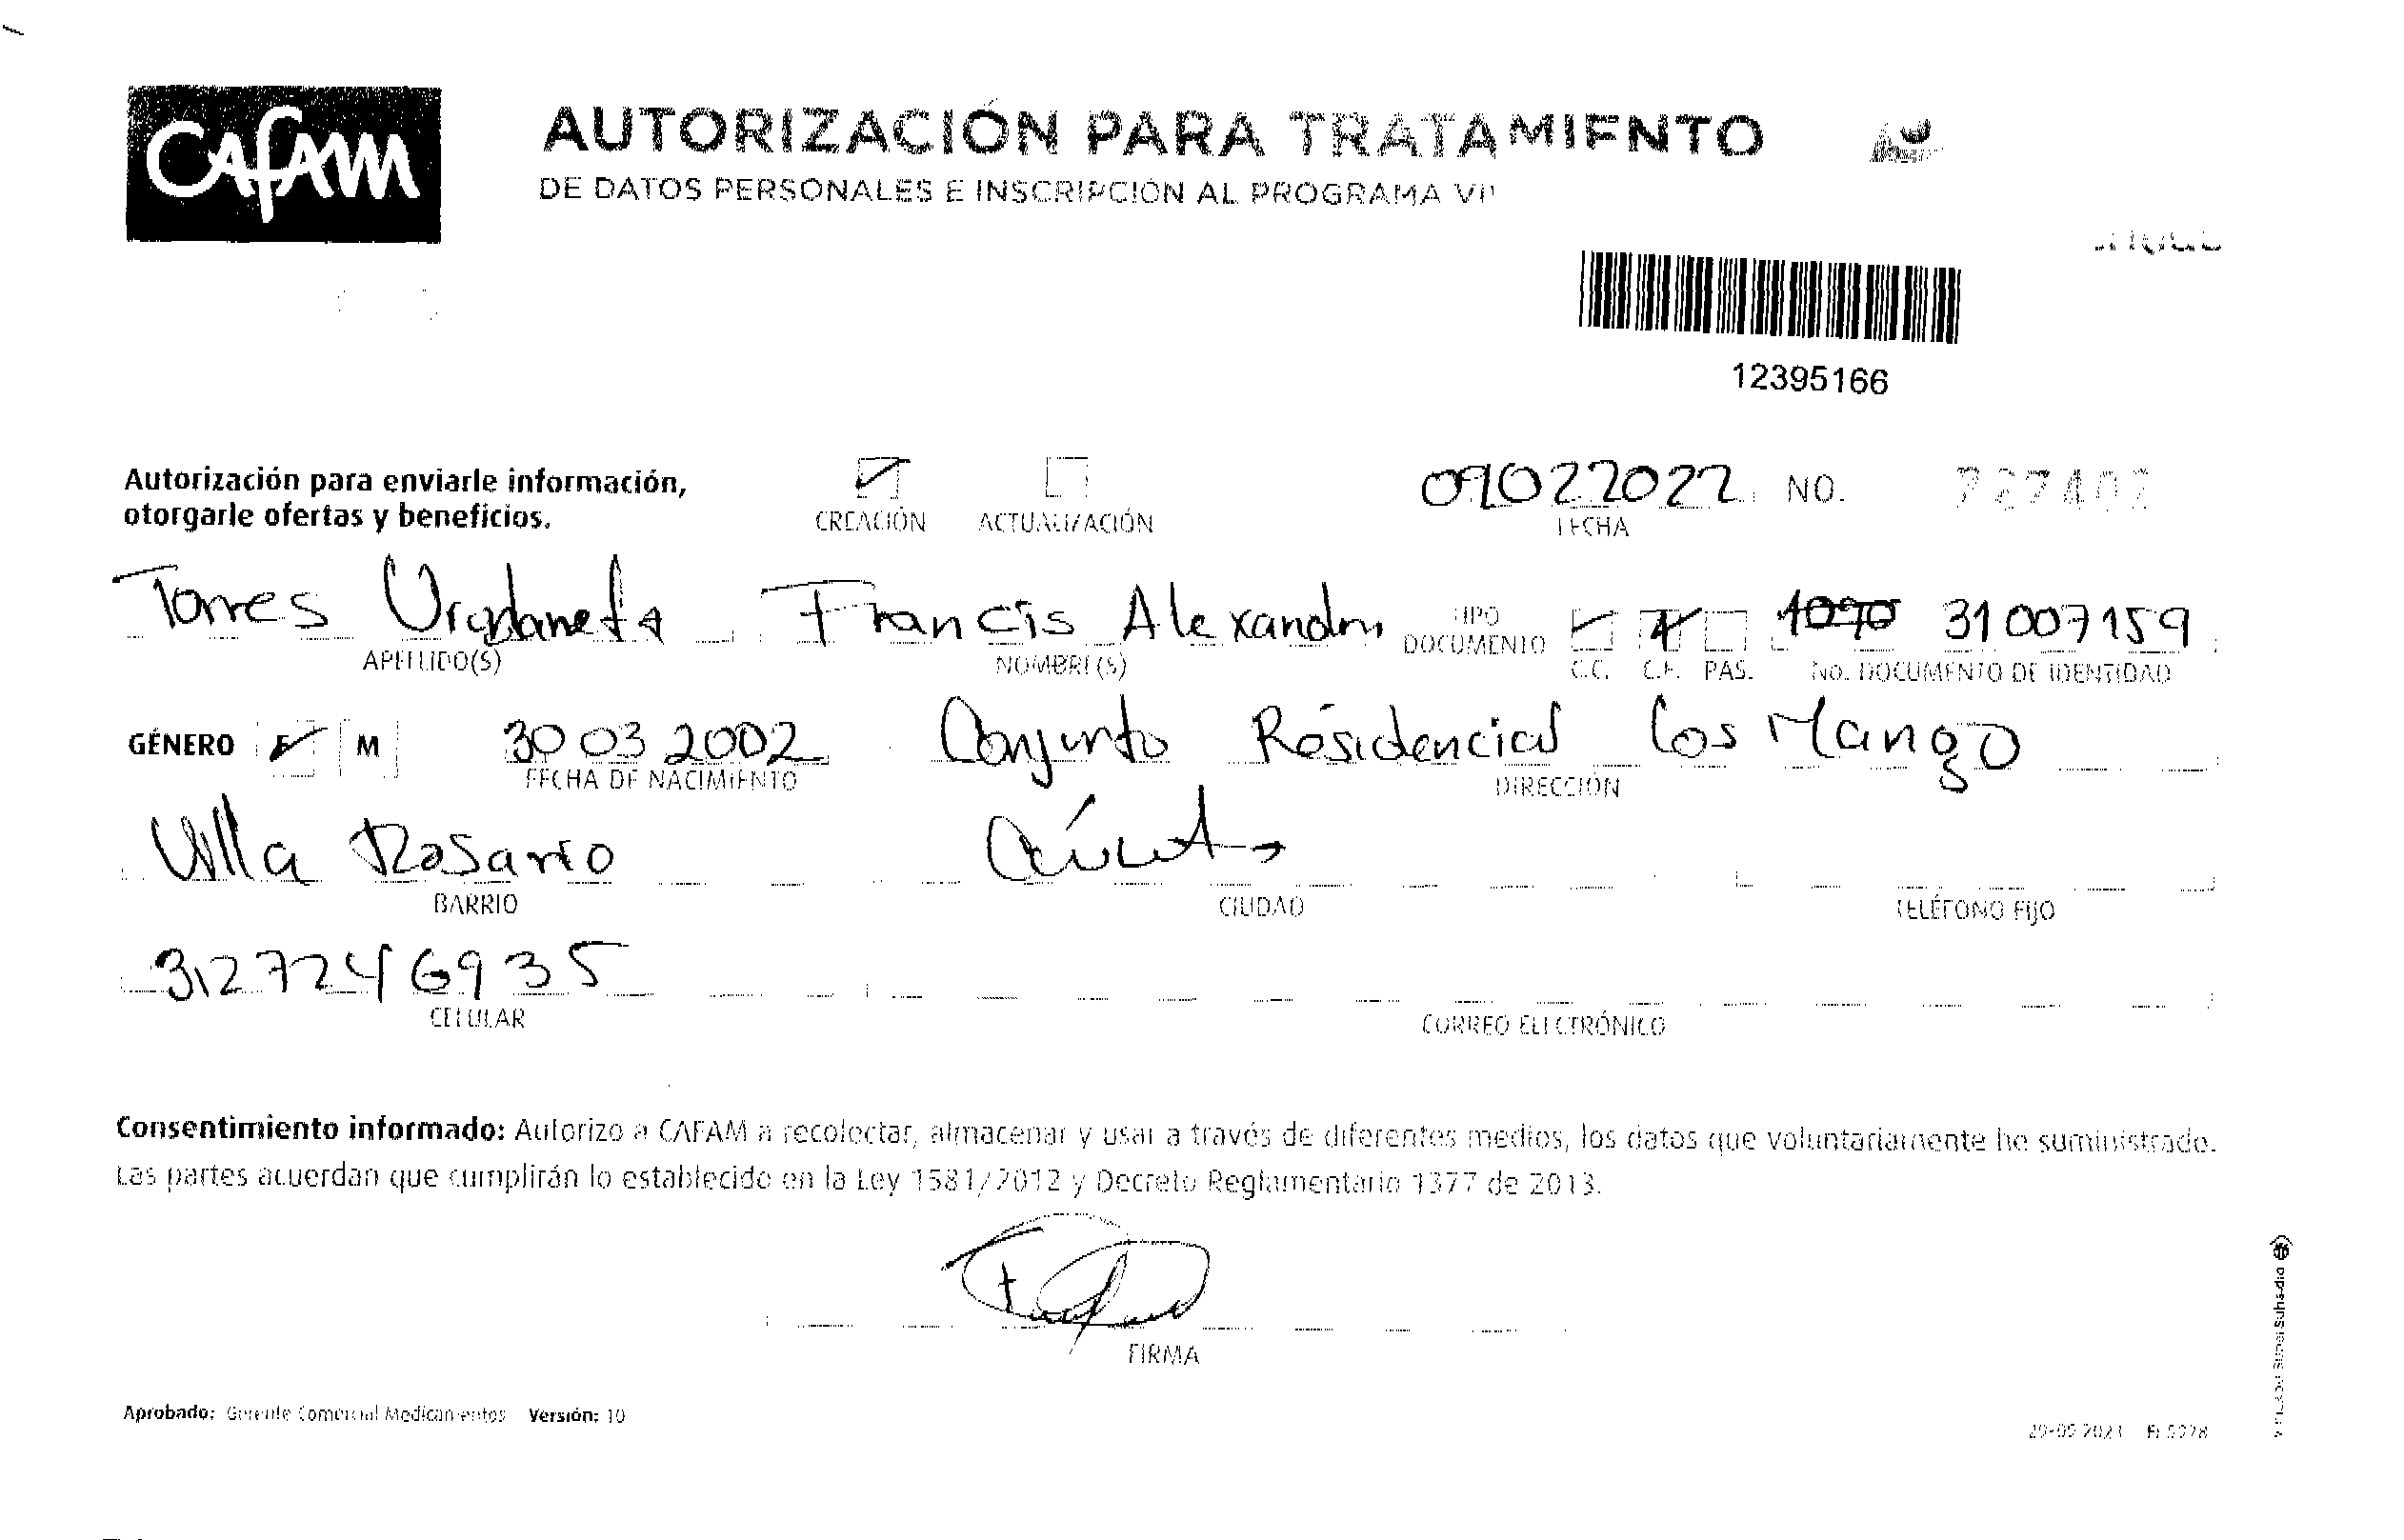 CAFAM
AUTORIZACIÓN PARA TRATAMIENTO
DE DATOS PERSONALES E INSCRIPCIÓN AL PROGRAMA
12395166
Autorización para enviarle información,
otorgarle ofertas y beneficios.
CREACIÓN ACTUALIZACIÓN
09022022 NO.
FECHA
Torres Urdaneta Francis Alexandra TIPO DOCUMENTO 31007159
APELLIDO(S) NOMBRE(S) C.C. C.E. PAS. No. DOCUMENTO DE IDENTIDAD
GÉNERO F M 30 03 2002 Conjunto Residencial los Mango
FECHA DE NACIMIENTO DIRECCIÓN
Villa Rosario Cúcuta
BARRIO CIUDAD TELÉFONO FIJO
3127246935
CELULAR CORREO ELECTRÓNICO
Consentimiento informado: Autorizo a CAFAM a recolectar, almacenar y usar a través de diferentes medios, los datos que voluntariamente he suministrado.
Las partes acuerdan que cumplirán lo establecido en la Ley 1581/2012 y Decreto Reglamentario 1377 de 2013.
FIRMA
Aprobado: Gerente Comercial Medicamentos Versión: 10